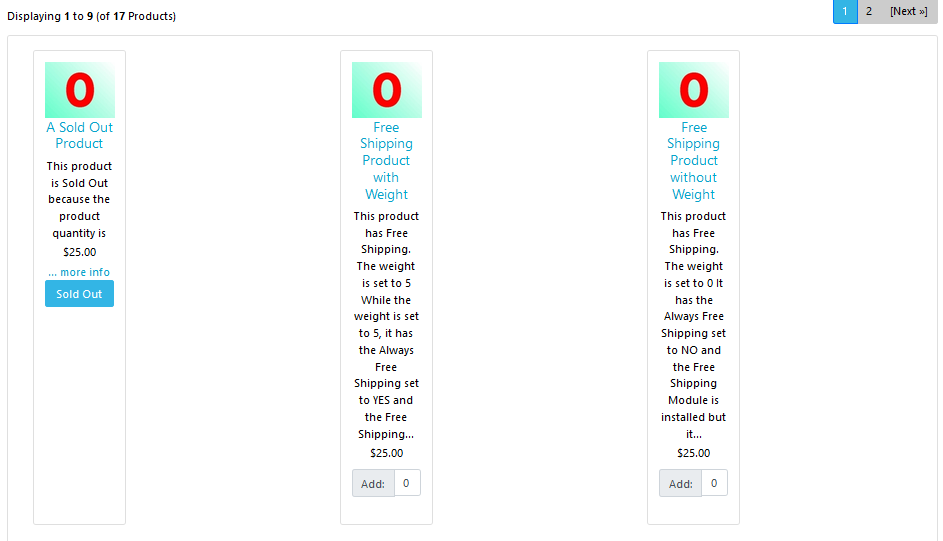 Displaying 1 to 9 (of 17 Products)
1 2 [Next »]
0
A Sold Out
Product
This product
is Sold Out
because the
product
quantity is
$25.00
... more info
Sold Out
0
Free
Shipping
Product
with
Weight
This product
has Free
Shipping.
The weight
is set to 5
While the
weight is set
to 5, it has
the Always
Free
Shipping set
to YES and
the Free
Shipping...
$25.00
Add: 0
0
Free
Shipping
Product
without
Weight
This product
has Free
Shipping.
The weight
is set to 0 It
has the
Always Free
Shipping set
to NO and
the Free
Shipping
Module is
installed but
it...
$25.00
Add: 0